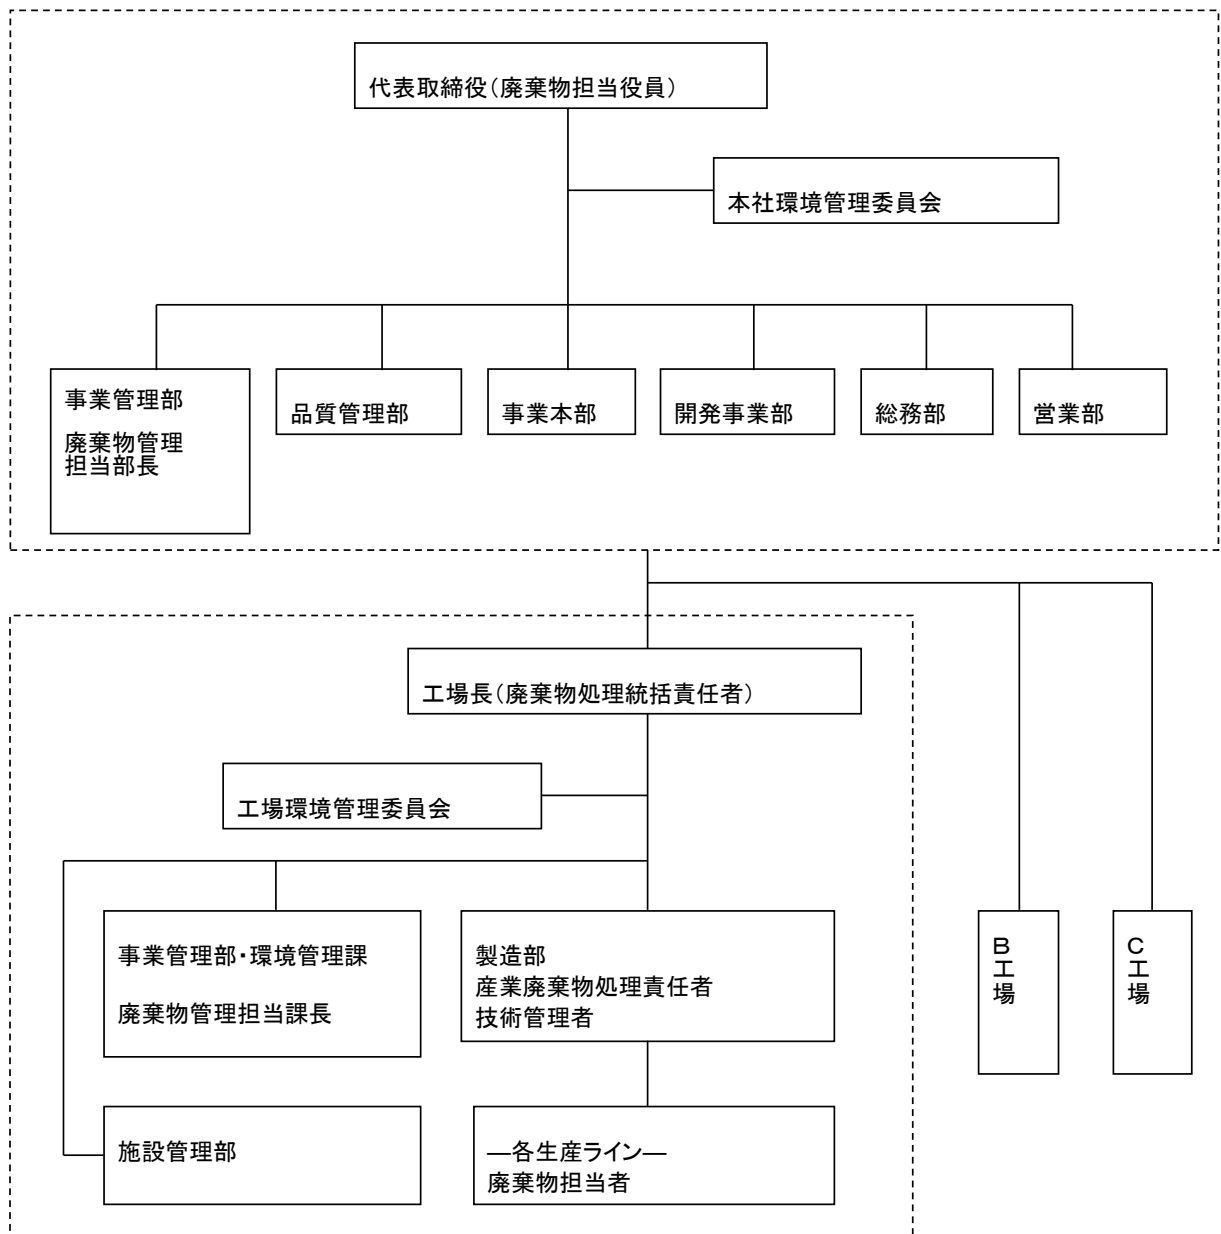 代表取締役（廃棄物担当役員）
本社環境管理委員会
事業管理部
廃棄物管理
担当部長
品質管理部
事業本部
開発事業部
総務部
営業部
工場長（廃棄物処理統括責任者）
工場環境管理委員会
事業管理部・環境管理課
廃棄物管理担当課長
製造部
産業廃棄物処理責任者
技術管理者
Ｂ工場
Ｃ工場
施設管理部
―各生産ライン―
廃棄物担当者